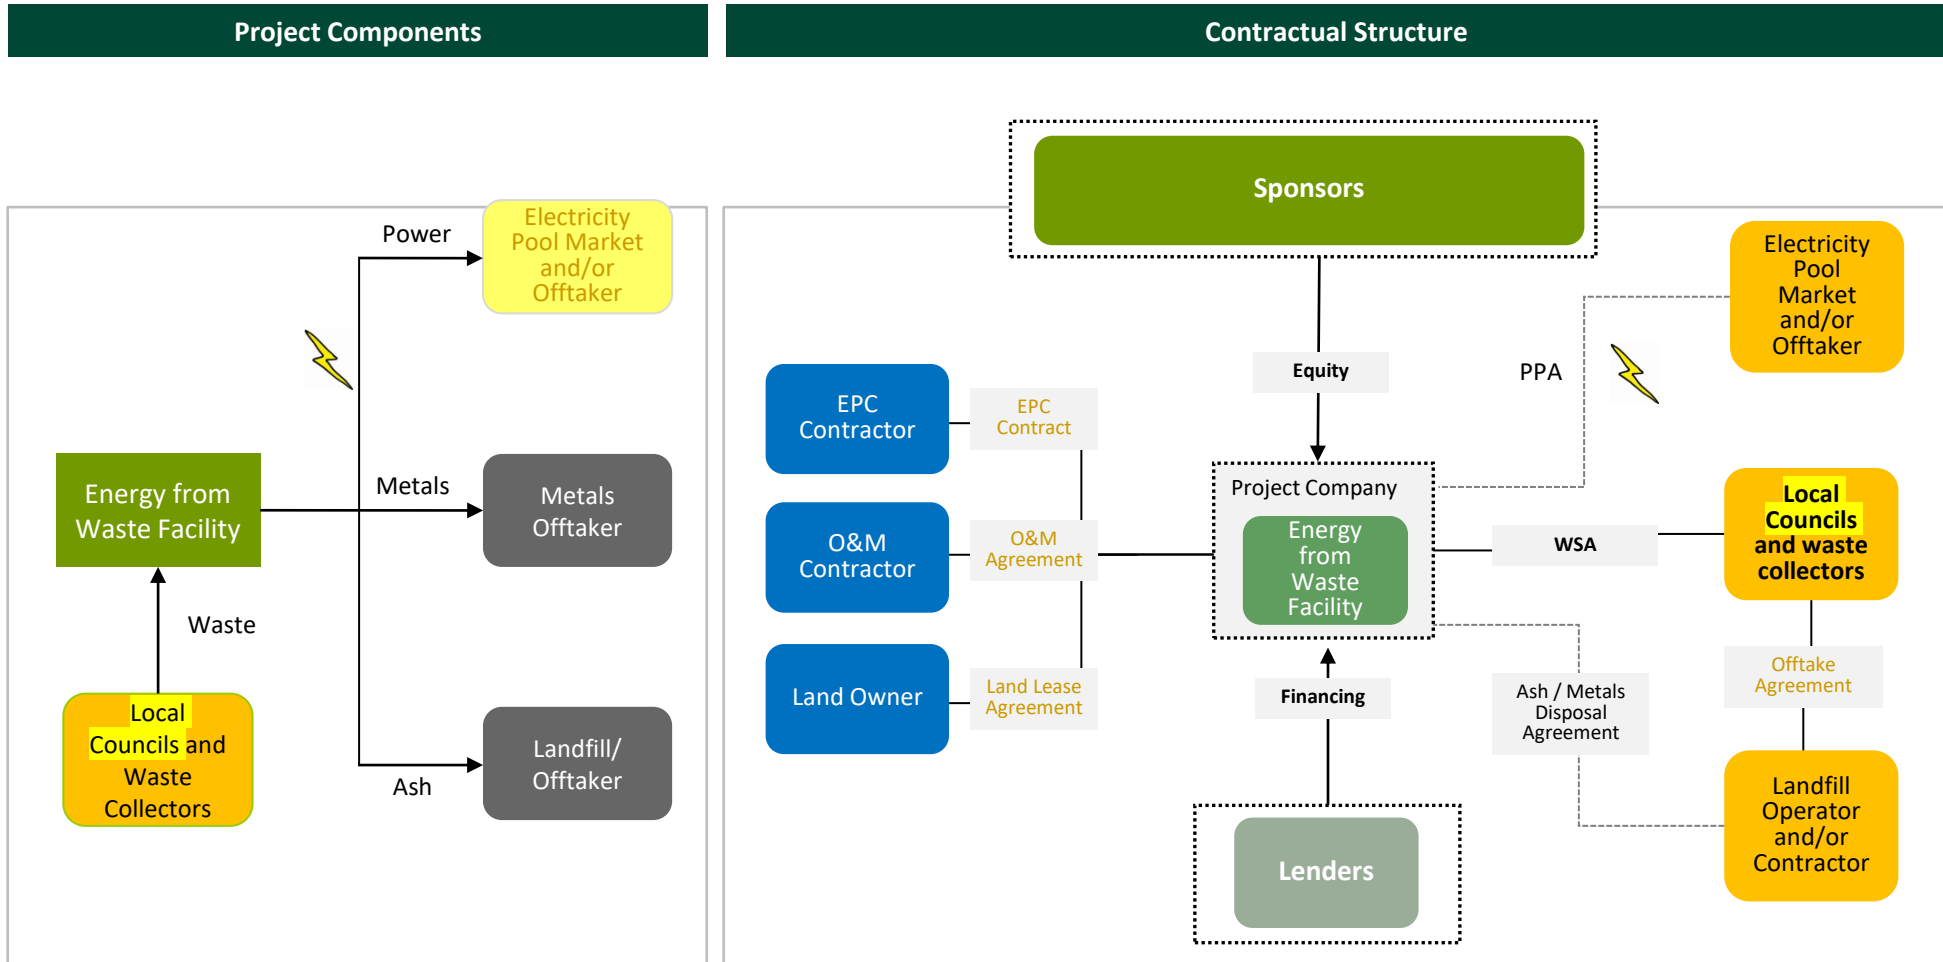 Project Components
Contractual Structure
Electricity
Pool Market
and/or
Offtaker
Power
Metals
Energy from
Waste Facility
Metals
Offtaker
Waste
Local
Councils and
Waste
Collectors
Ash
Landfill/
Offtaker
Sponsors
Electricity
Pool
Market
and/or
Offtaker
Equity
PPA
EPC
Contractor
EPC
Contract
Project Company
Energy
from
Waste
Facility
O&M
Contractor
O&M
Agreement
WSA
Local
Councils
and waste
collectors
Land Owner
Land Lease
Agreement
Financing
Ash / Metals
Disposal
Agreement
Offtake
Agreement
Landfill
Operator
and/or
Contractor
Lenders